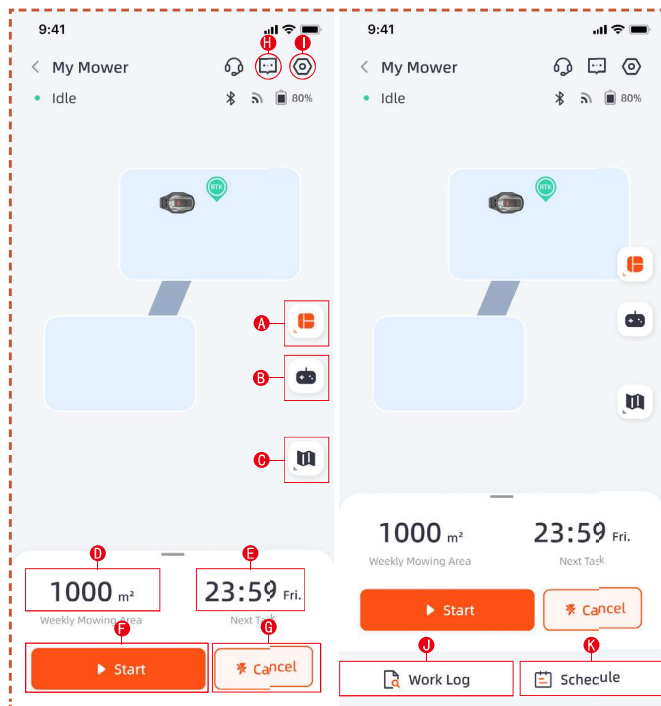 9:41
H
I
My Mower
Idle
80%
RTK
A
B
C
D
E
1000 m²
23:59 Fri.
Weekly Mowing Area
Next Task
F
G
Start
Cancel
9:41
My Mower
Idle
80%
RTK
1000 m²
23:59 Fri.
Weekly Mowing Area
Next Task
Start
Cancel
J
K
Work Log
Schecule